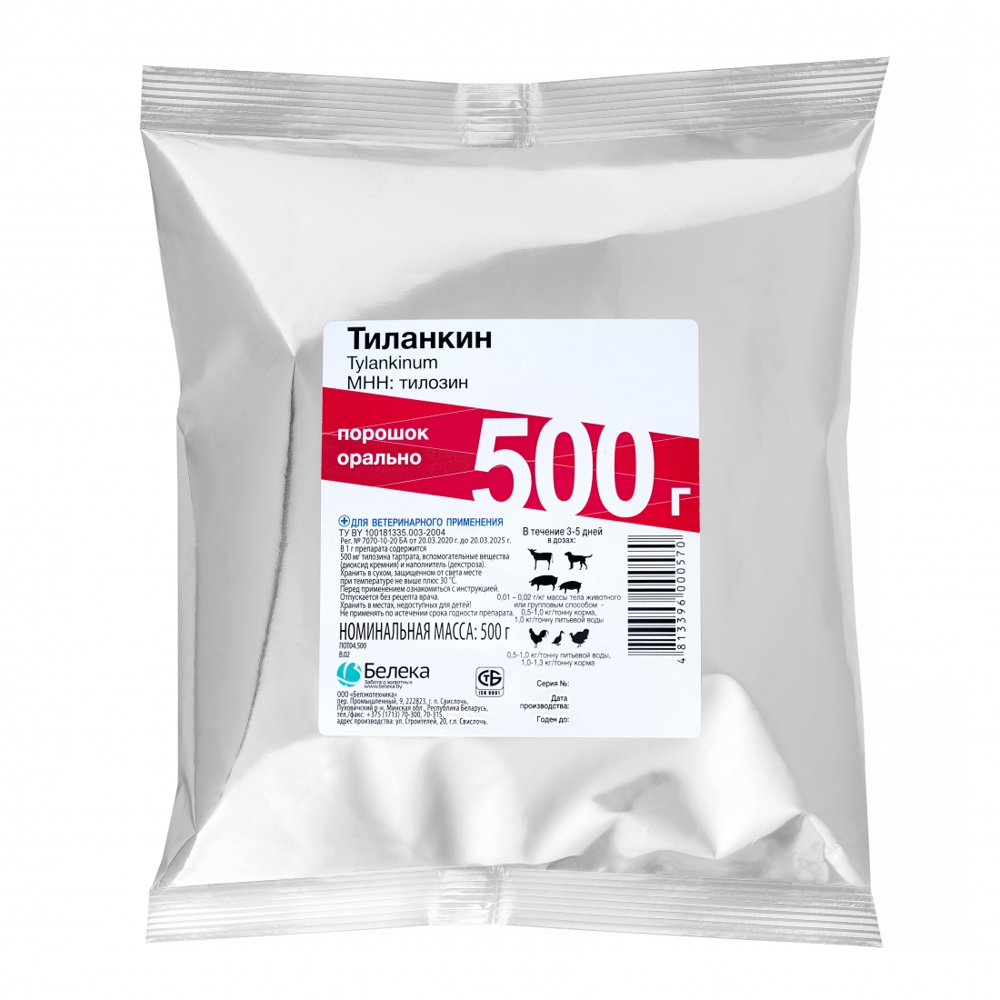 Тиланкин
Tylankinum
МНН: тилозин
порошок
орально
500 г
ДЛЯ ВЕТЕРИНАРНОГО ПРИМЕНЕНИЯ
ТУ BY 100181335.003-2004
Рег. № 7070-10-20 БА от 20.03.2020 г. до 20.03.2025 г.
В 1 г препарата содержится
500 мг тилозина тартрата, вспомогательные вещества
(диоксид кремния) и наполнитель (декстроза).
Хранить в сухом, защищенном от света месте
при температуре не выше плюс 30 °С.
Перед применением ознакомиться с инструкцией.
Отпускается без рецепта врача.
Хранить в местах, недоступных для детей!
Не применять по истечении срока годности препарата.
НОМИНАЛЬНАЯ МАССА: 500 г
ПОТ04.500
В.02
Белека
Забота о животных
www.beleka.by
СТБ
ISO 9001
ООО «Белэкотехника»
пер. Промышленный, 9, 222823, г. п. Свислочь,
Пуховичский р-н, Минская обл., Республика Беларусь,
тел./факс: +375 (1713) 70-300, 70-315,
адрес производства: ул. Строителей, 20, г.п. Свислочь.
В течение 3-5 дней
в дозах:
0,01 – 0,02 г/кг массы тела животного
или групповым способом -
0,5-1,0 кг/тонну корма,
1,0 кг/тонну питьевой воды
0,5-1,0 кг/тонну питьевой воды,
1,0-1,3 кг/тонну корма
Серия №:
Дата
производства:
Годен до:
4 813396 000570